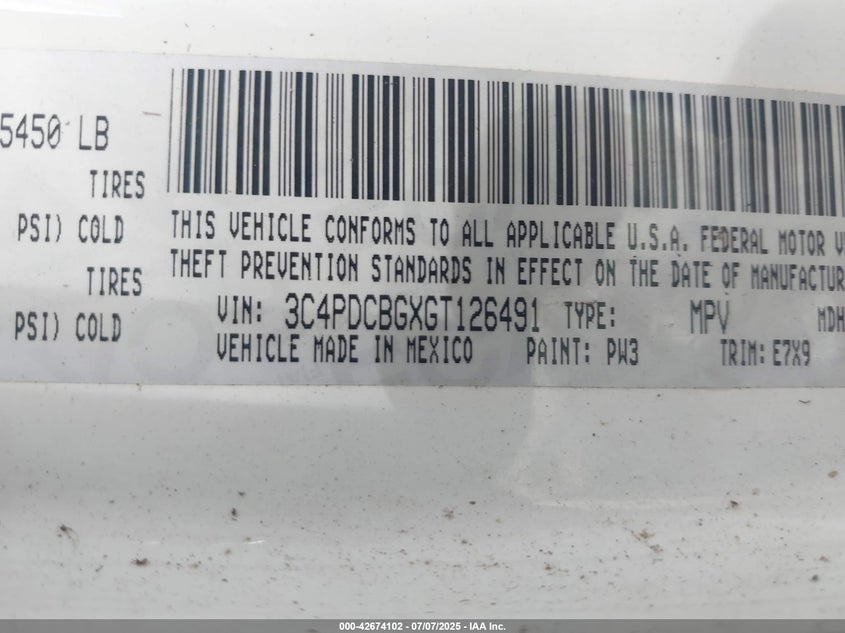 5450 LB
TIRES
PSI) COLD
TIRES
PSI) COLD
THIS VEHICLE CONFORMS TO ALL APPLICABLE U.S.A. FEDERAL MOTOR V
THEFT PREVENTION STANDARDS IN EFFECT ON THE DATE OF MANUFACTUR
VIN: 3C4PDCBGXGT126491 TYPE: MPV MDH
VEHICLE MADE IN MEXICO PAINT: PW3 TRIM: E7X9
000-42674102 - 07/07/2025 - IAA Inc.